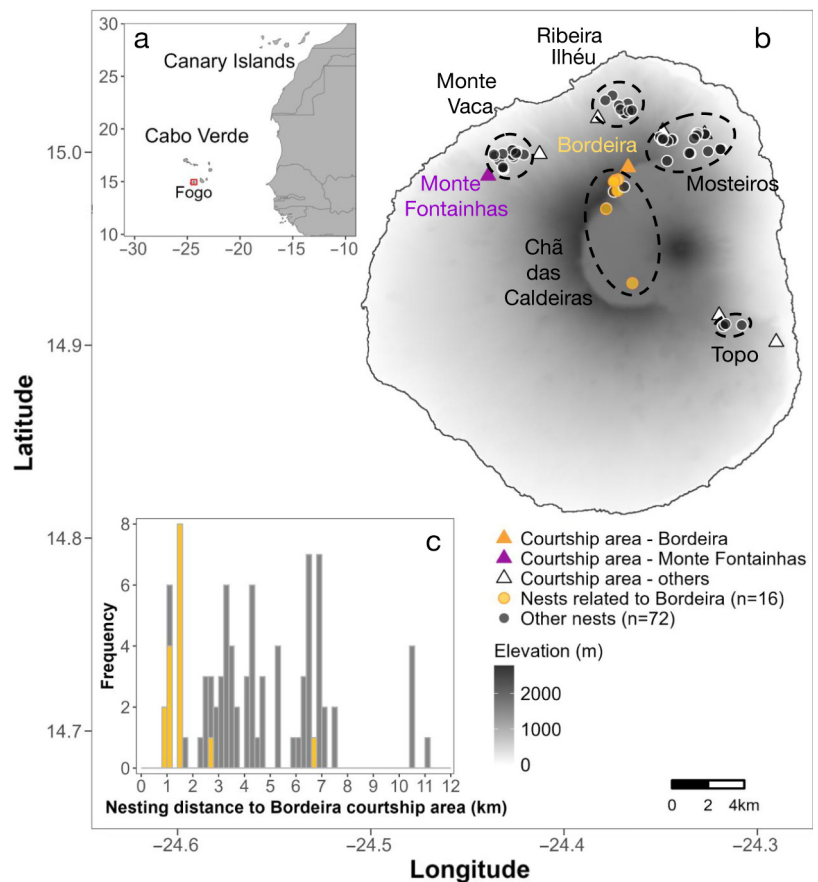 a
30
25
20
15
10
Canary Islands
Cabo Verde
Fogo
−30
−25
−20
−15
−10
b
Ribeira
Ilhéu
Monte
Vaca
Bordeira
Monte
Fontainhas
Mosteiros
Chã
das
Caldeiras
Topo
15.0
14.9
14.8
14.7
Latitude
c
8
6
4
2
0
Frequency
0 1 2 3 4 5 6 7 8 9 10 11 12
Nesting distance to Bordeira courtship area (km)
Courtship area - Bordeira
Courtship area - Monte Fontainhas
Courtship area - others
Nests related to Bordeira (n=16)
Other nests (n=72)
Elevation (m)
2000
1000
0
0 2 4km
−24.6
−24.5
−24.4
−24.3
Longitude